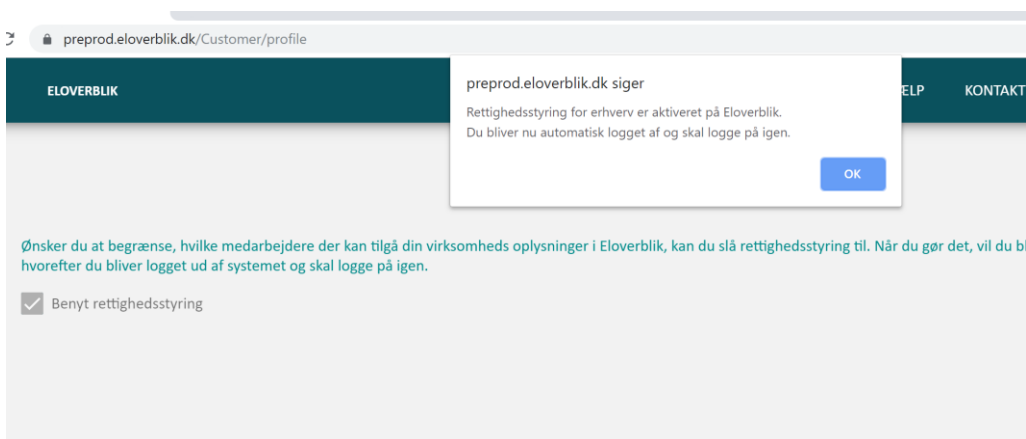 preprod.eloverblik.dk/Customer/profile
ELOVERBLIK
KONTAKT
preprod.eloverblik.dk siger
Rettighedsstyring for erhverv er aktiveret på Eloverblik.
Du bliver nu automatisk logget af og skal logge på igen.
OK
Ønsker du at begrænse, hvilke medarbejdere der kan tilgå din virksomheds oplysninger i Eloverblik, kan du slå rettighedsstyring til. Når du gør det, vil du
hvorefter du bliver logget ud af systemet og skal logge på igen.
Benyt rettighedsstyring